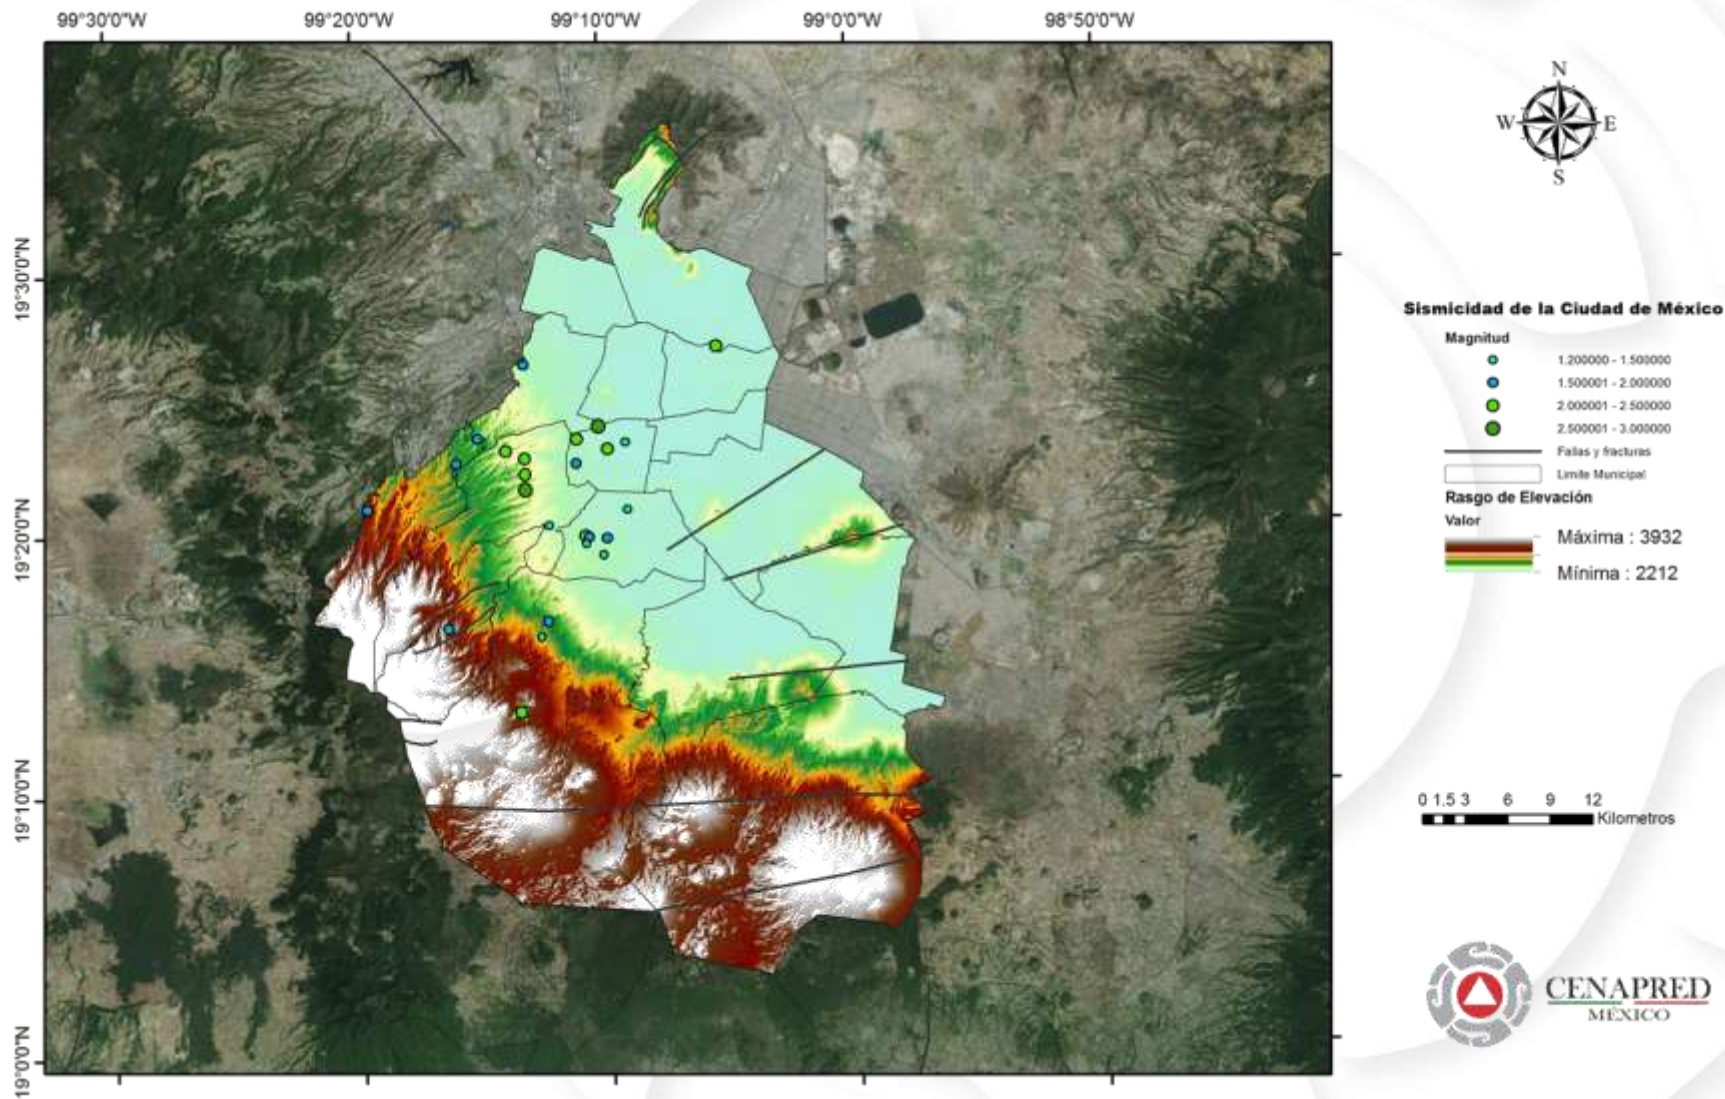 99°30'0"W
99°20'0"W
99°10'0"W
99°0'0"W
98°50'0"W
19°30'0"N
19°20'0"N
19°10'0"N
19°0'0"N
N
W
E
S
Sismicidad de la Ciudad de México
Magnitud
1.200000 - 1.500000
1.500001 - 2.000000
2.000001 - 2.500000
2.500001 - 3.000000
Fallas y fracturas
Limite Municipal
Rasgo de Elevación
Valor
Máxima : 3932
Mínima : 2212
0 1.5 3 6 9 12
Kilometros
CENAPRED
MÉXICO